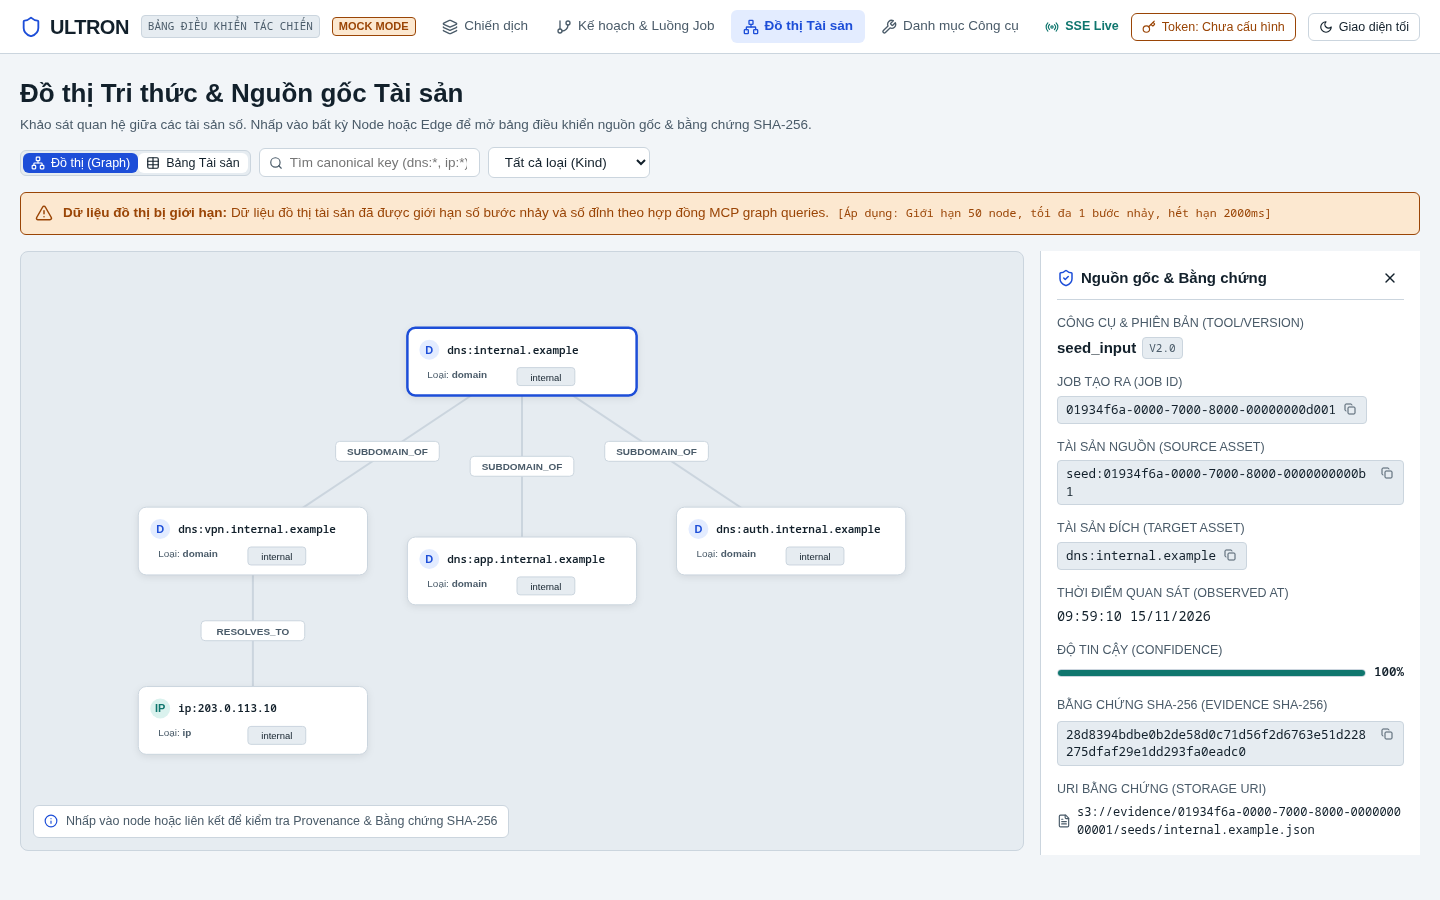 ULTRON
BẢNG ĐIỀU KHIỂN TÁC CHIẾN
MOCK MODE
Chiến dịch
Kế hoạch & Luồng Job
Đồ thị Tài sản
Danh mục Công cụ
SSE Live
Token: Chưa cấu hình
Giao diện tối
Đồ thị Tri thức & Nguồn gốc Tài sản
Khảo sát quan hệ giữa các tài sản số. Nhấp vào bất kỳ Node hoặc Edge để mở bảng điều khiển nguồn gốc & bằng chứng SHA-256.
Đồ thị (Graph)
Bảng Tài sản
Tìm canonical key (dns:*, ip:*)
Tất cả loại (Kind)
Dữ liệu đồ thị bị giới hạn: Dữ liệu đồ thị tài sản đã được giới hạn số bước nhảy và số đỉnh theo hợp đồng MCP graph queries. [Áp dụng: Giới hạn 50 node, tối đa 1 bước nhảy, hết hạn 2000ms]
D
dns:internal.example
Loại: domain
internal
SUBDOMAIN_OF
SUBDOMAIN_OF
SUBDOMAIN_OF
D
dns:vpn.internal.example
Loại: domain
internal
D
dns:app.internal.example
Loại: domain
internal
D
dns:auth.internal.example
Loại: domain
internal
RESOLVES_TO
IP
ip:203.0.113.10
Loại: ip
internal
Nhấp vào node hoặc liên kết để kiểm tra Provenance & Bằng chứng SHA-256
Nguồn gốc & Bằng chứng
CÔNG CỤ & PHIÊN BẢN (TOOL/VERSION)
seed_input
V2.0
JOB TẠO RA (JOB ID)
01934f6a-0000-7000-8000-00000000d001
TÀI SẢN NGUỒN (SOURCE ASSET)
seed:01934f6a-0000-7000-8000-0000000000b
1
TÀI SẢN ĐÍCH (TARGET ASSET)
dns:internal.example
THỜI ĐIỂM QUAN SÁT (OBSERVED AT)
09:59:10 15/11/2026
ĐỘ TIN CẬY (CONFIDENCE)
100%
BẰNG CHỨNG SHA-256 (EVIDENCE SHA-256)
28d8394bdbe0b2de58d0c71d56f2d6763e51d228
275dfaf29e1dd293fa0eadc0
URI BẰNG CHỨNG (STORAGE URI)
s3://evidence/01934f6a-0000-7000-8000-0000000
00001/seeds/internal.example.json